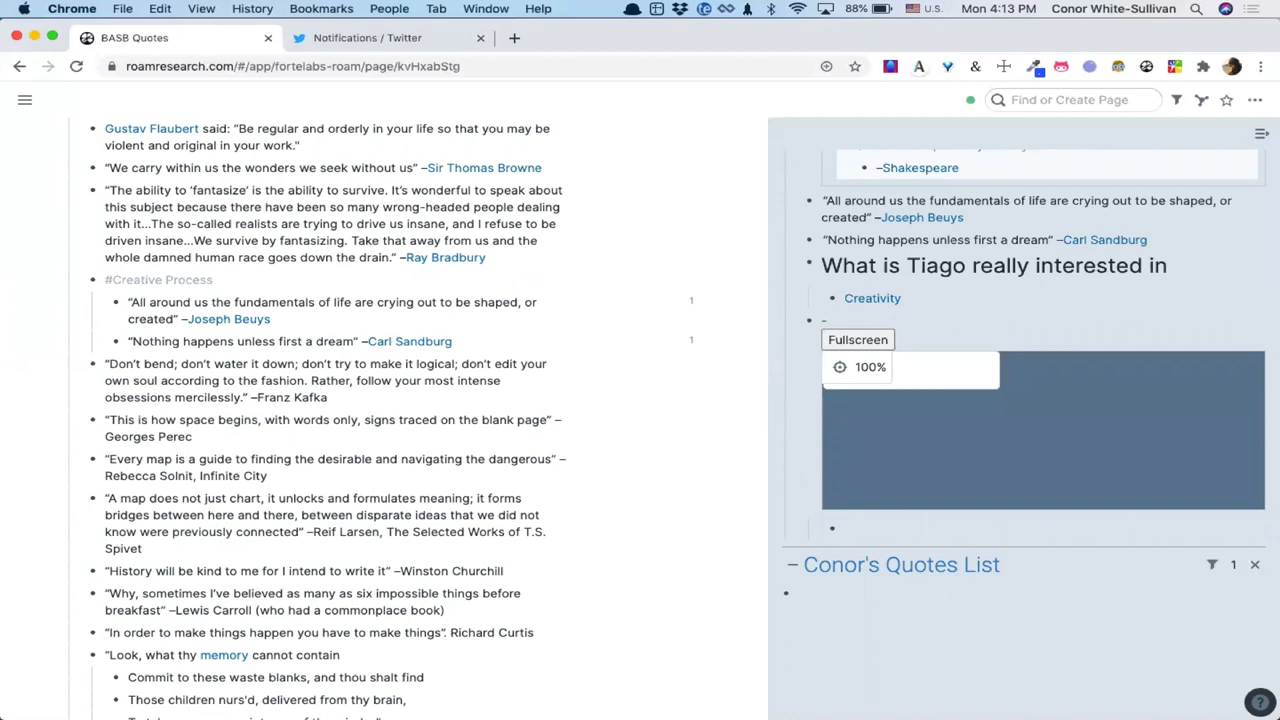 Chrome File Edit View History Bookmarks People Tab Window Help 88% U.S. Mon 4:13 PM Conor White-Sullivan
BASB Quotes Notifications / Twitter
roamresearch.com/#/app/fortelabs-roam/page/kvHxabStg
Find or Create Page
Gustav Flaubert said: "Be regular and orderly in your life so that you may be
violent and original in your work."
“We carry within us the wonders we seek without us” –Sir Thomas Browne
“The ability to ‘fantasize’ is the ability to survive. It’s wonderful to speak about
this subject because there have been so many wrong-headed people dealing
with it…The so-called realists are trying to drive us insane, and I refuse to be
driven insane…We survive by fantasizing. Take that away from us and the
whole damned human race goes down the drain.” –Ray Bradbury
#Creative Process
“All around us the fundamentals of life are crying out to be shaped, or 1
created” –Joseph Beuys
“Nothing happens unless first a dream” –Carl Sandburg 1
“Don’t bend; don’t water it down; don’t try to make it logical; don’t edit your
own soul according to the fashion. Rather, follow your most intense
obsessions mercilessly.” –Franz Kafka
“This is how space begins, with words only, signs traced on the blank page” –
Georges Perec
“Every map is a guide to finding the desirable and navigating the dangerous” –
Rebecca Solnit, Infinite City
“A map does not just chart, it unlocks and formulates meaning; it forms
bridges between here and there, between disparate ideas that we did not
know were previously connected” –Reif Larsen, The Selected Works of T.S.
Spivet
“History will be kind to me for I intend to write it” –Winston Churchill
“Why, sometimes I’ve believed as many as six impossible things before
breakfast” –Lewis Carroll (who had a commonplace book)
“In order to make things happen you have to make things”. Richard Curtis
“Look, what thy memory cannot contain
Commit to these waste blanks, and thou shalt find
Those children nurs'd, delivered from thy brain,
–Shakespeare
“All around us the fundamentals of life are crying out to be shaped, or
created” –Joseph Beuys
“Nothing happens unless first a dream” –Carl Sandburg
What is Tiago really interested in
Creativity
-
Fullscreen
100%
Conor's Quotes List 1